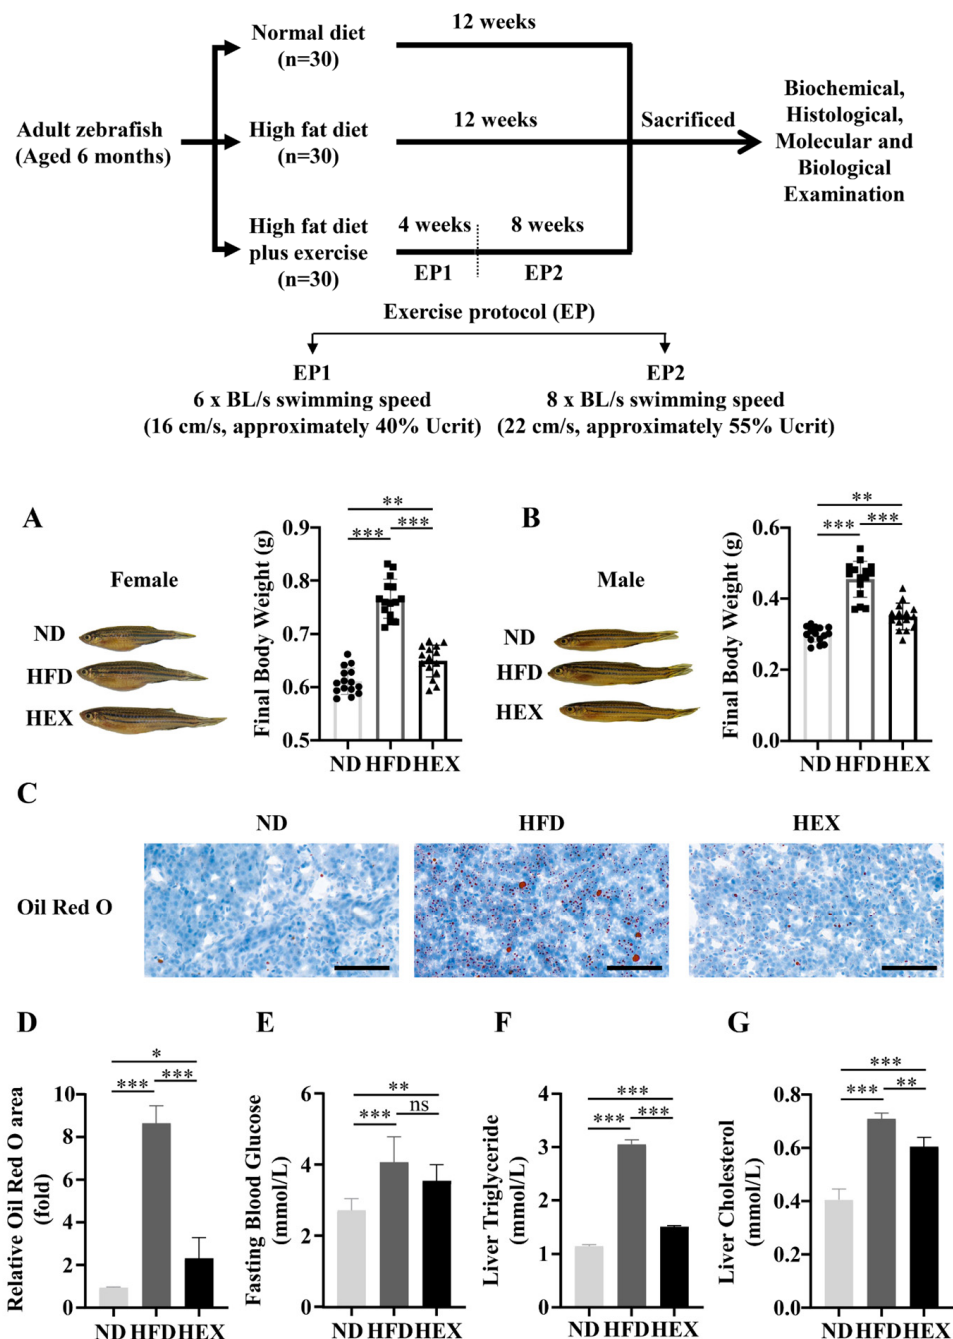 12 weeks
Normal diet
(n=30)
Adult zebrafish
(Aged 6 months)
High fat diet
(n=30)
12 weeks
Sacrificed
Biochemical,
Histological,
Molecular and
Biological
Examination
High fat diet
plus exercise
(n=30)
4 weeks
8 weeks
EP1
EP2
Exercise protocol (EP)
EP1
6 x BL/s swimming speed
(16 cm/s, approximately 40% Ucrit)
EP2
8 x BL/s swimming speed
(22 cm/s, approximately 55% Ucrit)
A
Female
ND
HFD
HEX
Final Body Weight (g)
0.9
0.8
0.7
0.6
0.5
**
***
***
ND HFD HEX
B
Male
ND
HFD
HEX
Final Body Weight (g)
0.6
0.4
0.2
0.0
**
***
***
ND HFD HEX
C
ND
HFD
HEX
Oil Red O
D
Relative Oil Red O area
(fold)
10
8
6
4
2
0
*
***
***
ND HFD HEX
E
Fasting Blood Glucose
(mmol/L)
6
4
2
0
**
***
ns
ND HFD HEX
F
Liver Triglyceride
(mmol/L)
4
3
2
1
0
***
***
***
ND HFD HEX
G
Liver Cholesterol
(mmol/L)
0.8
0.6
0.4
0.2
0.0
***
***
**
ND HFD HEX